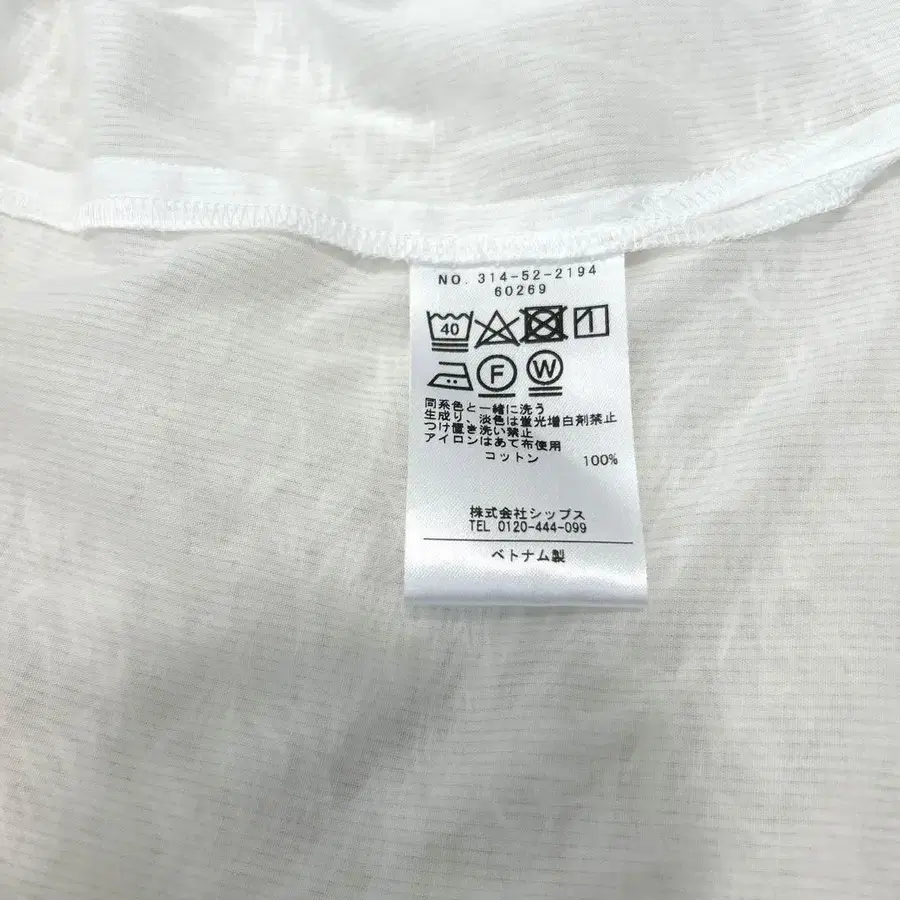 NO. 314-52-2194
60269
40
F W
同系色と一緒に洗う
生成り、淡色は蛍光増白剤禁止
つけ置き洗い禁止
アイロンはあて布使用
コットン 100%
株式会社シップス
TEL 0120-444-099
ベトナム製